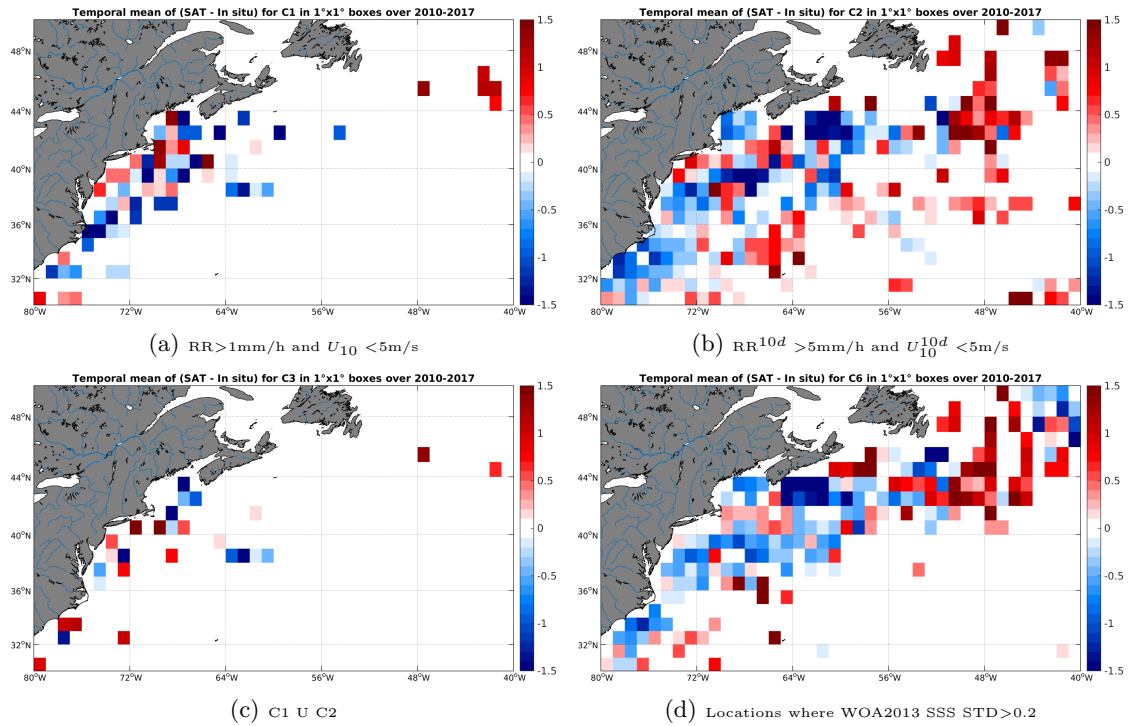 Temporal mean of (SAT - In situ) for C1 in 1°x1° boxes over 2010-2017
48°N
44°N
40°N
36°N
32°N
80°W 72°W 64°W 56°W 48°W 40°W
1.5
1
0.5
0
-0.5
-1
-1.5
(a) RR>1mm/h and U10 <5m/s
Temporal mean of (SAT - In situ) for C2 in 1°x1° boxes over 2010-2017
48°N
44°N
40°N
36°N
32°N
80°W 72°W 64°W 56°W 48°W 40°W
1.5
1
0.5
0
-0.5
-1
-1.5
(b) RR^10d >5mm/h and U10^10d <5m/s
Temporal mean of (SAT - In situ) for C3 in 1°x1° boxes over 2010-2017
48°N
44°N
40°N
36°N
32°N
80°W 72°W 64°W 56°W 48°W 40°W
1.5
1
0.5
0
-0.5
-1
-1.5
(c) C1 U C2
Temporal mean of (SAT - In situ) for C6 in 1°x1° boxes over 2010-2017
48°N
44°N
40°N
36°N
32°N
80°W 72°W 64°W 56°W 48°W 40°W
1.5
1
0.5
0
-0.5
-1
-1.5
(d) Locations where WOA2013 SSS STD>0.2